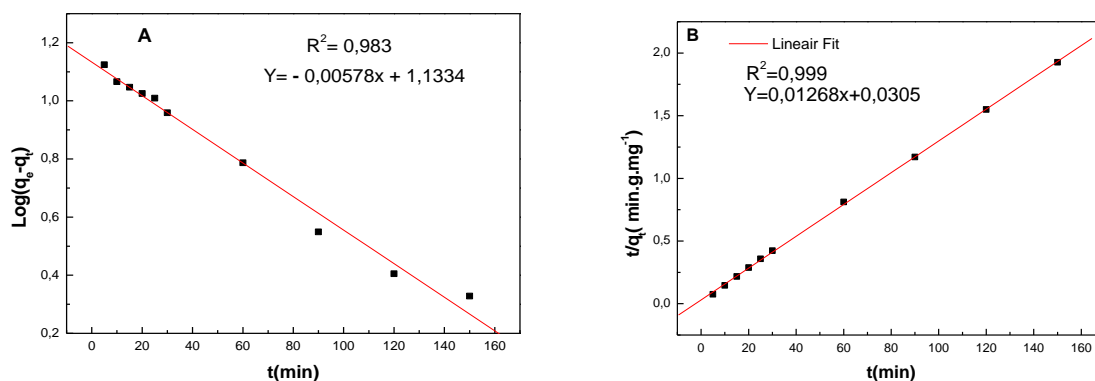 A
R2= 0,983
Y= - 0,00578x + 1,1334
1,2
1,0
0,8
0,6
0,4
0,2
Log(qe-qt)
0 20 40 60 80 100 120 140 160
t(min)
B
Lineair Fit
R2=0,999
Y=0,01268x+0,0305
2,0
1,5
1,0
0,5
0,0
t/qt( min.g.mg-1)
0 20 40 60 80 100 120 140 160
t(min)